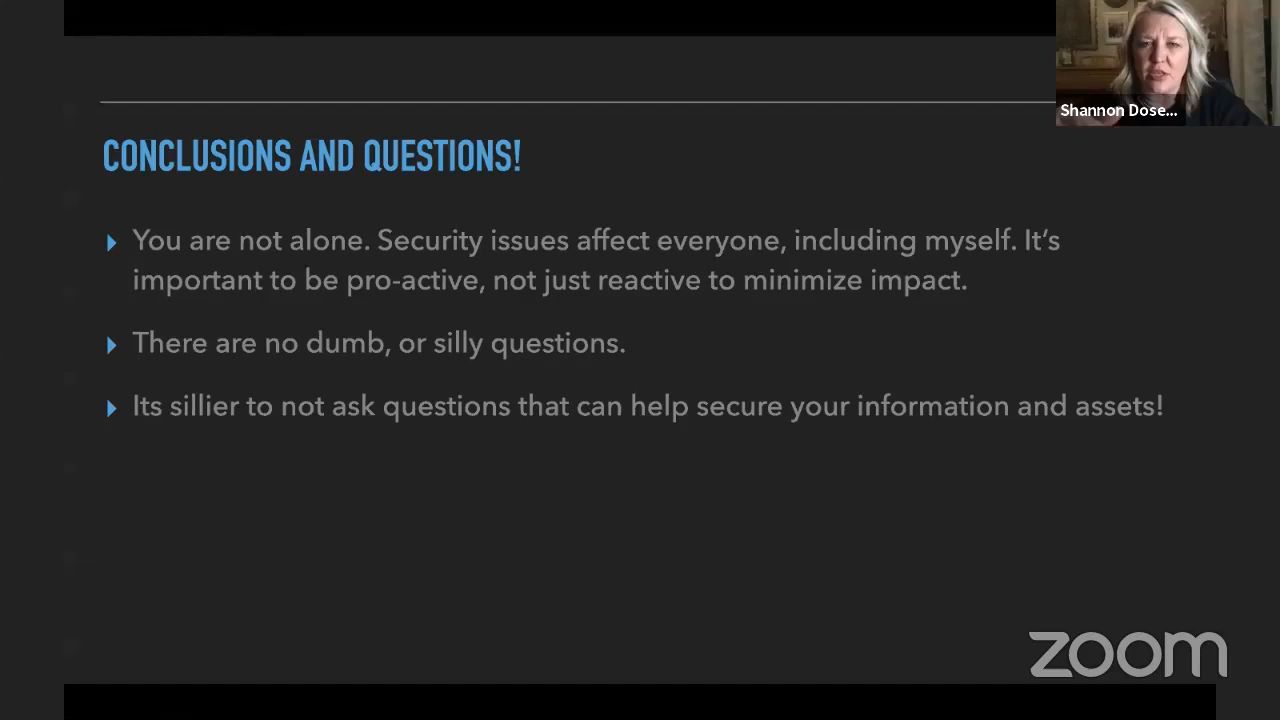 Shannon Dose...
CONCLUSIONS AND QUESTIONS!
You are not alone. Security issues affect everyone, including myself. It’s
important to be pro-active, not just reactive to minimize impact.
There are no dumb, or silly questions.
Its sillier to not ask questions that can help secure your information and assets!
zoom